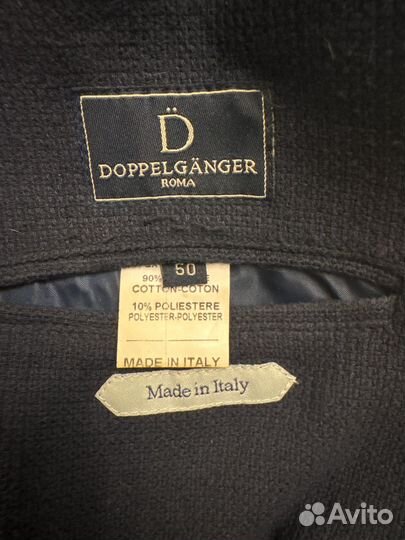 D̈
DOPPELGÄNGER
ROMA
50
90%
COTTON-COTON
10% POLIESTERE
POLYESTER-POLYESTER
MADE IN ITALY
Made in Italy
Avito